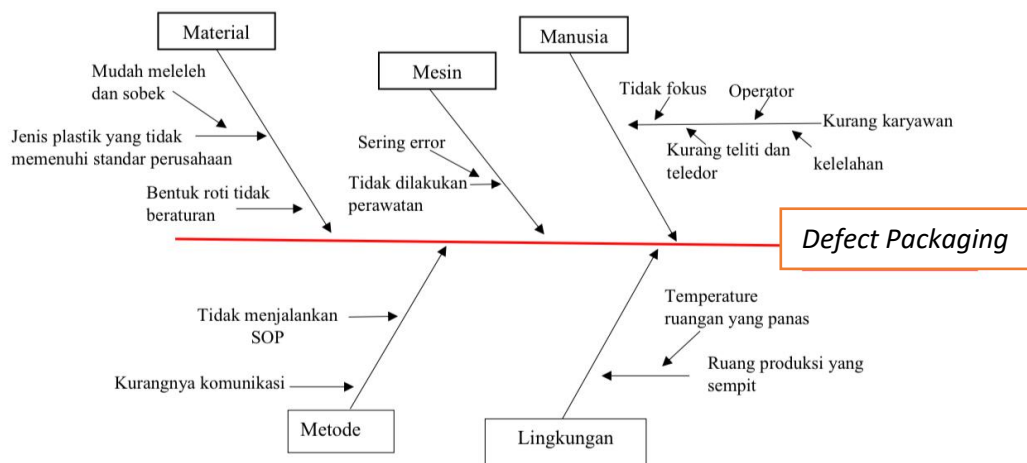 Material
Mudah meleleh
dan sobek
Jenis plastik yang tidak
memenuhi standar perusahaan
Bentuk roti tidak
beraturan
Mesin
Sering error
Tidak dilakukan
perawatan
Manusia
Tidak fokus
Operator
Kurang karyawan
Kurang teliti dan
teledor
kelelahan
Defect Packaging
Tidak menjalankan
SOP
Kurangnya komunikasi
Metode
Temperature
ruangan yang panas
Ruang produksi yang
sempit
Lingkungan